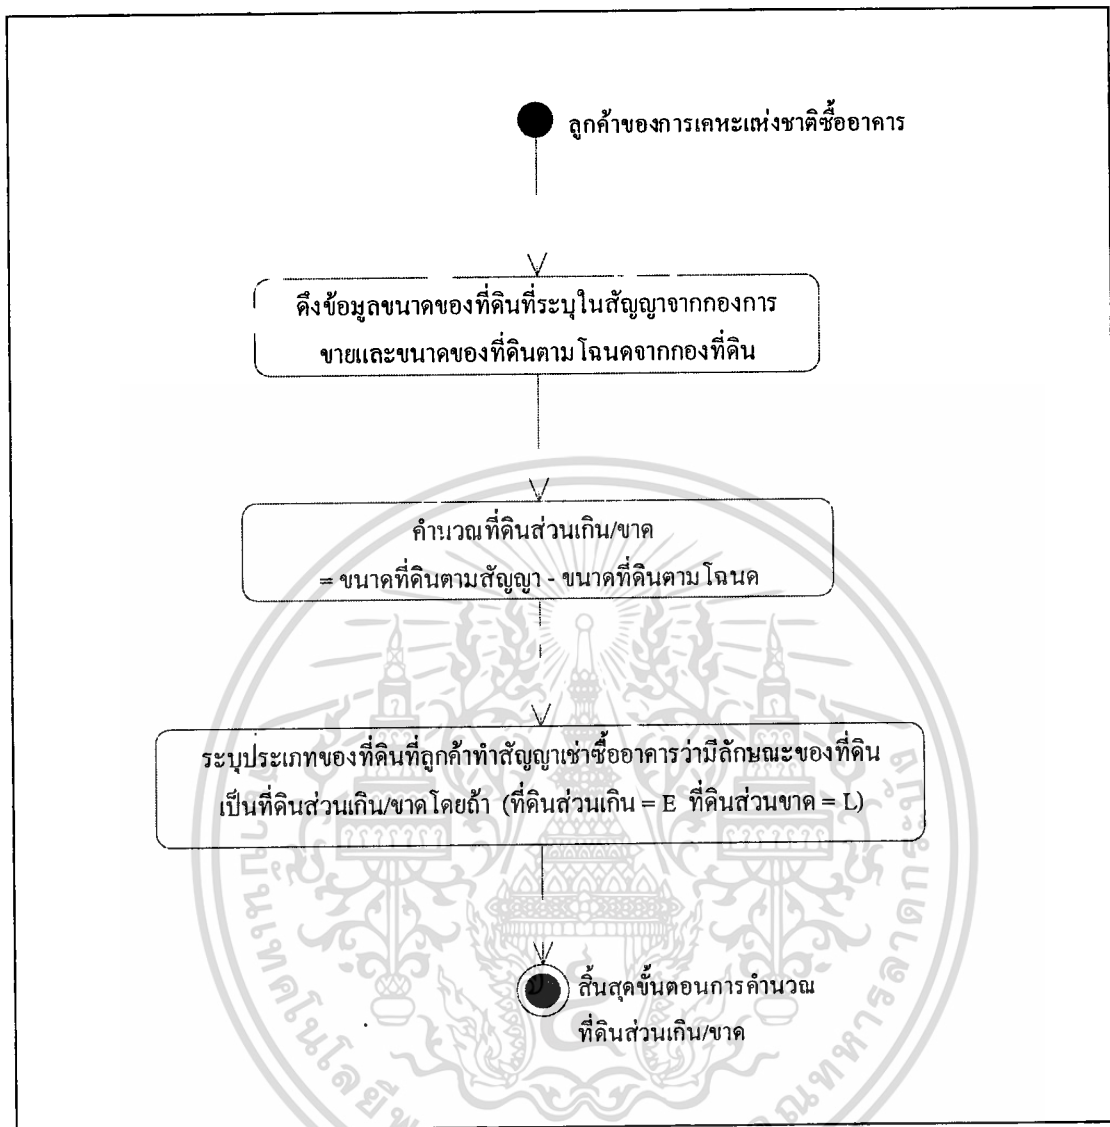 ลูกค้าของการเคหะแห่งชาติซื้ออาคาร
ดึงข้อมูลขนาดของที่ดินที่ระบุในสัญญาจากกองการ
ขายและขนาดของที่ดินตามโฉนดจากกองที่ดิน
คำนวณที่ดินส่วนเกิน/ขาด
= ขนาดที่ดินตามสัญญา - ขนาดที่ดินตามโฉนด
ระบุประเภทของที่ดินที่ลูกค้าทำสัญญาเช่าซื้ออาคารว่ามีลักษณะของที่ดิน
เป็นที่ดินส่วนเกิน/ขาดโดยถ้า (ที่ดินส่วนเกิน = E ที่ดินส่วนขาด = L)
สิ้นสุดขั้นตอนการคำนวณ
ที่ดินส่วนเกิน/ขาด